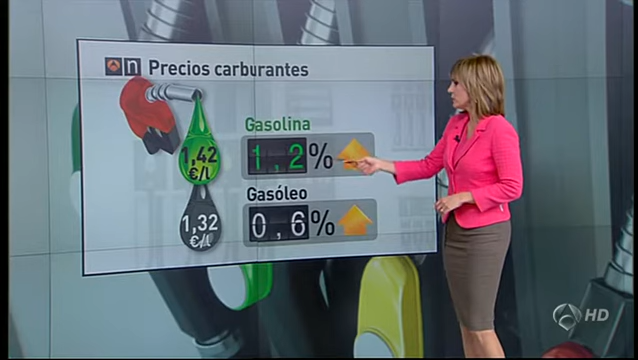 n Precios carburantes
Gasolina
1,42
€/l
1,2%
Gasóleo
1,32
€/l
0,6%
HD